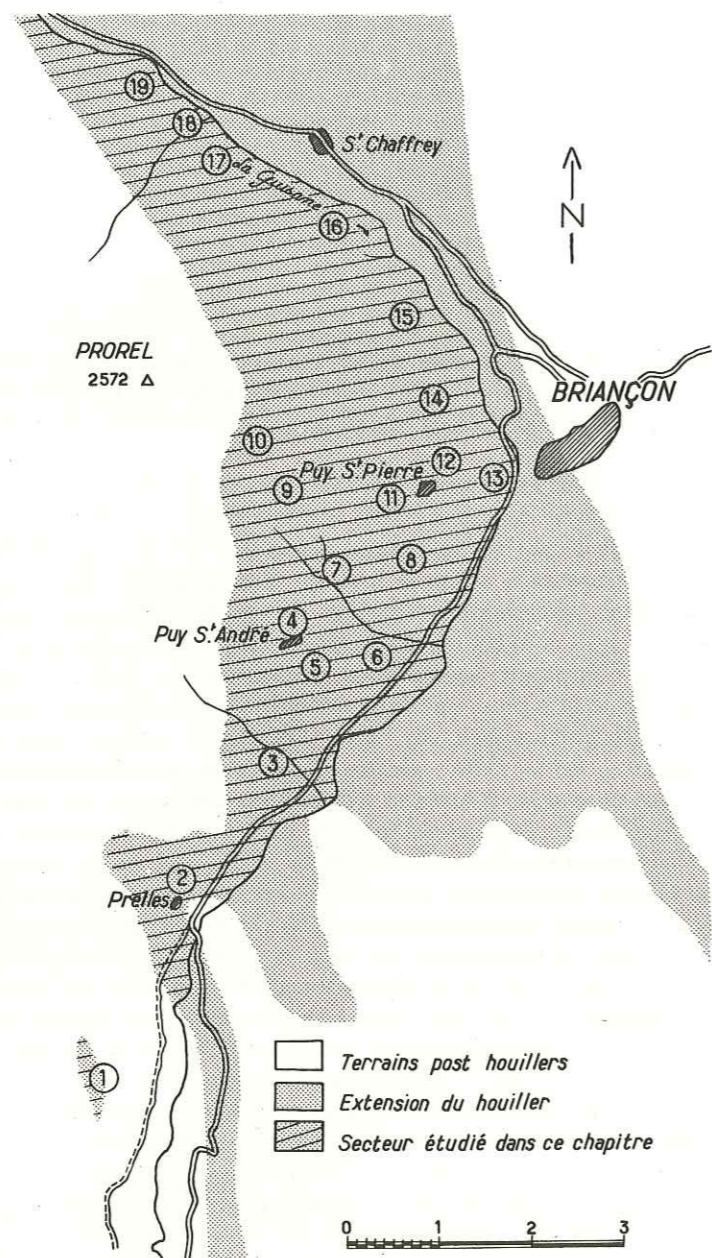 19
18
S.t Chaffrey
17
La Guisane
16
N
15
PROREL
2572 △
BRIANÇON
14
10
12
Puy S.t Pierre
13
9
11
8
7
4
Puy S.t André
6
5
3
2
Prelles
1
Terrains post houillers
Extension du houiller
Secteur étudié dans ce chapitre
0 1 2 3